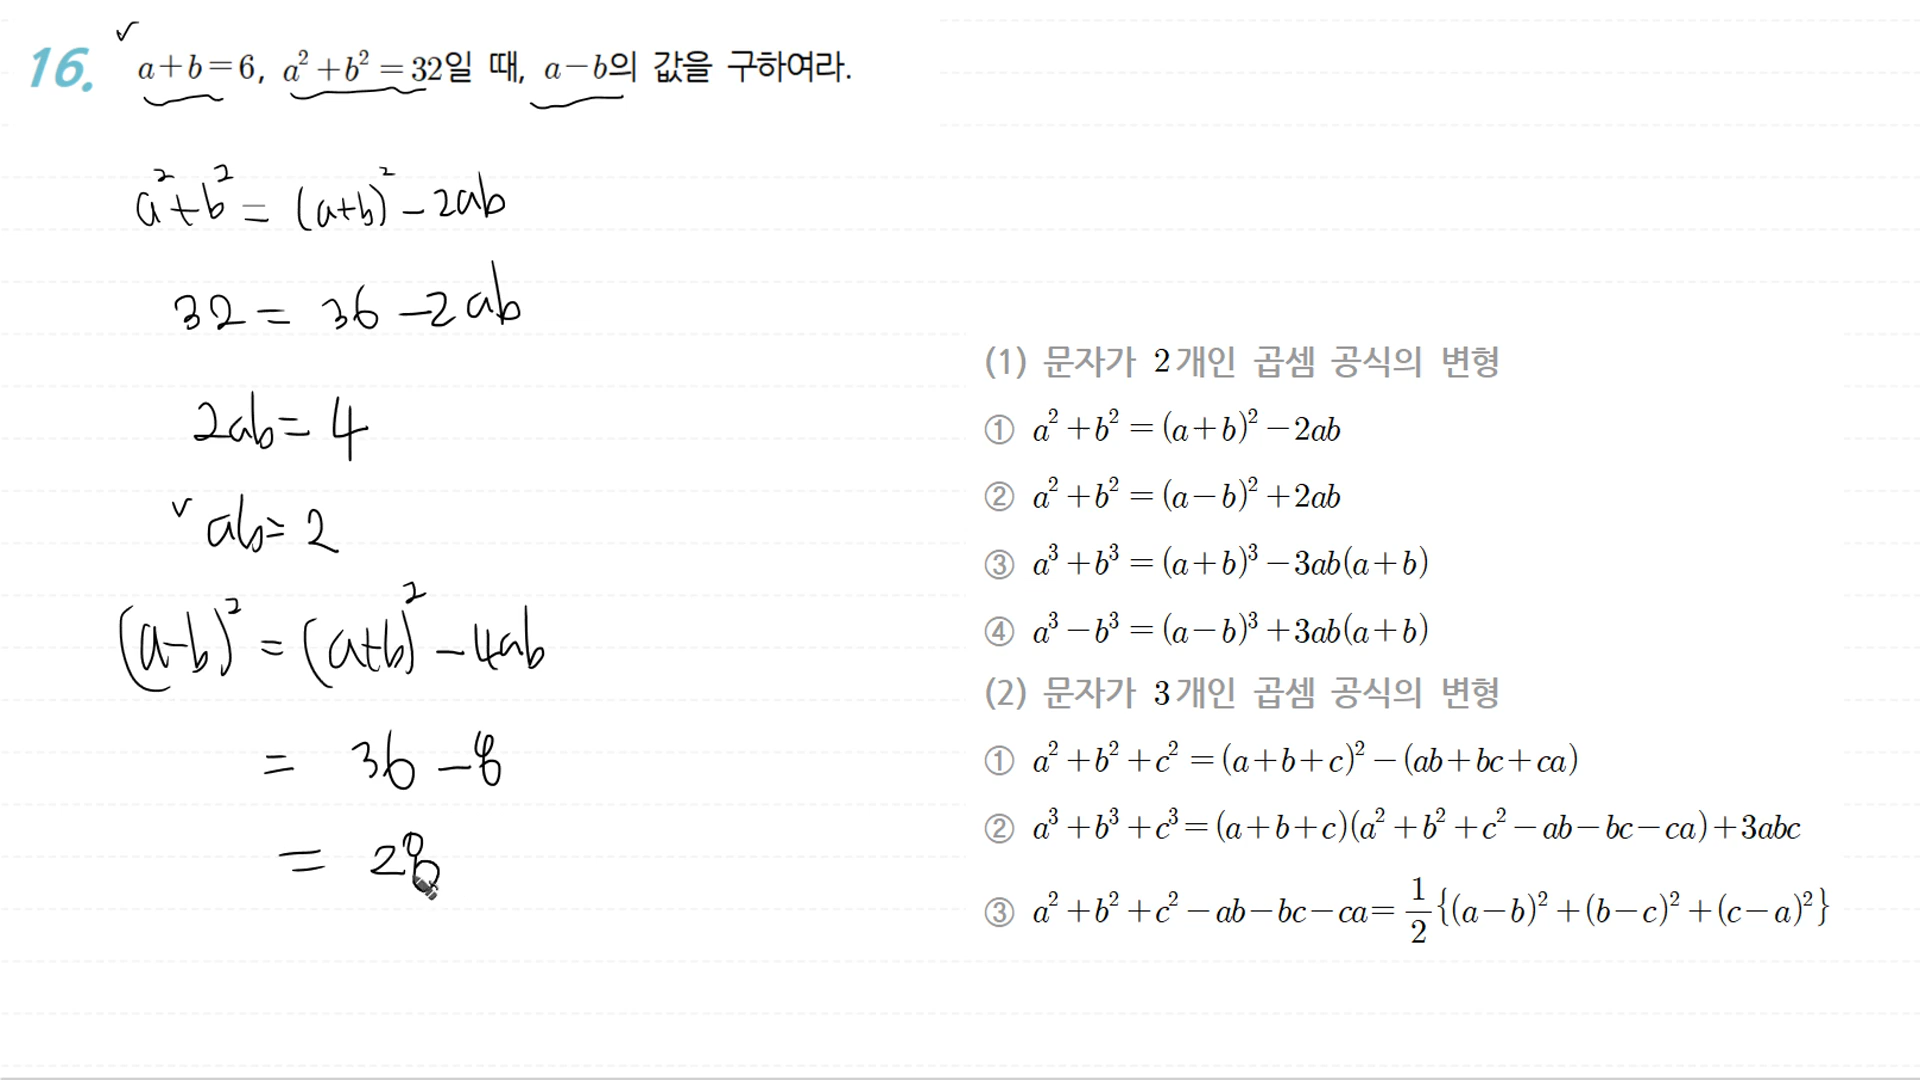 16. a+b=6, a²+b²=32일 때, a-b의 값을 구하여라.
a²+b² = (a+b)² - 2ab
32 = 36 - 2ab
2ab = 4
ab = 2
(a-b)² = (a+b)² - 4ab
= 36 - 8
= 28
(1) 문자가 2개인 곱셈 공식의 변형
① a²+b²=(a+b)²-2ab
② a²+b²=(a-b)²+2ab
③ a³+b³=(a+b)³-3ab(a+b)
④ a³-b³=(a-b)³+3ab(a+b)
(2) 문자가 3개인 곱셈 공식의 변형
① a²+b²+c²=(a+b+c)²-(ab+bc+ca)
② a³+b³+c³=(a+b+c)(a²+b²+c²-ab-bc-ca)+3abc
③ a²+b²+c²-ab-bc-ca=1/2{(a-b)²+(b-c)²+(c-a)²}